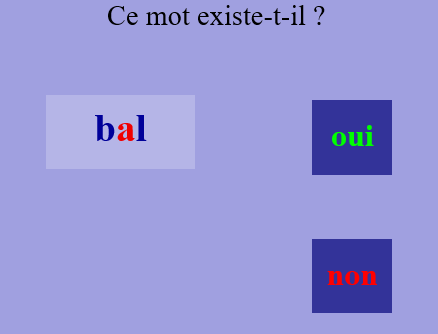 Ce mot existe-t-il ?
bal
oui
non